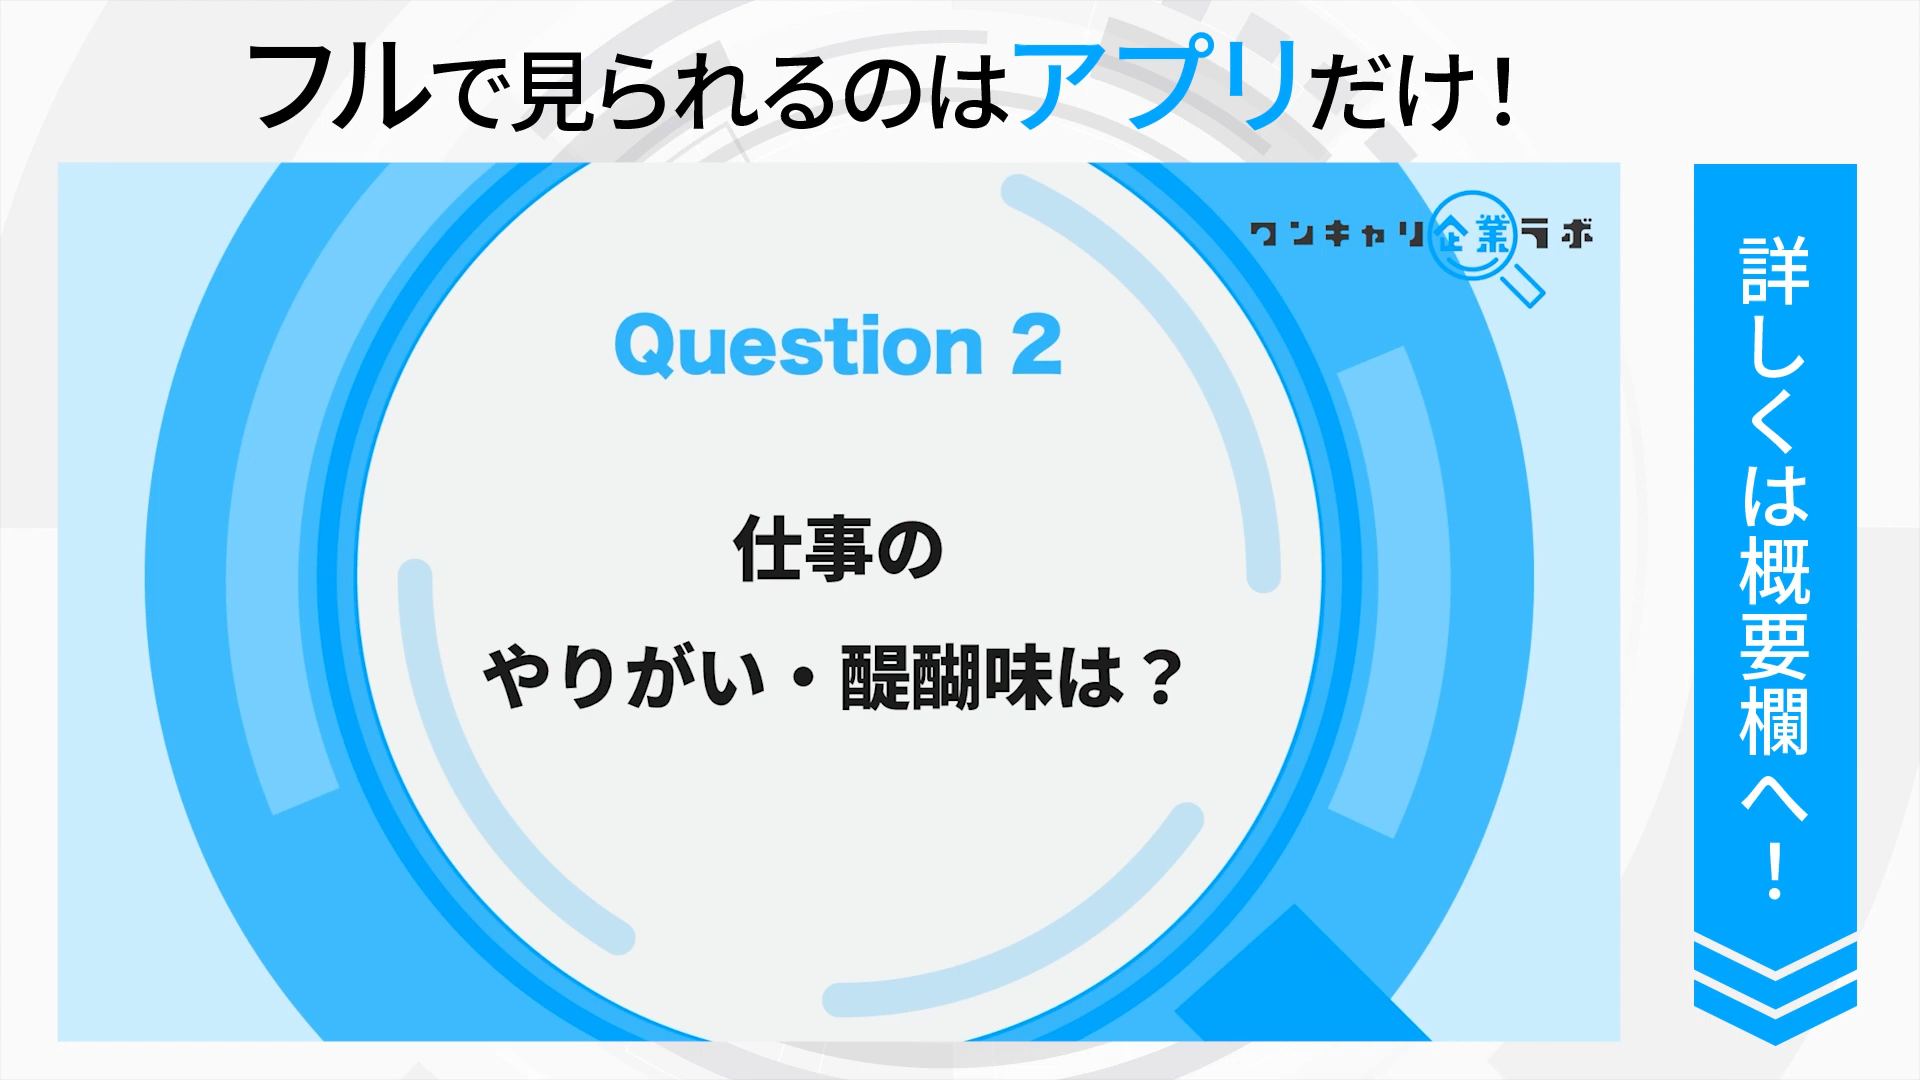 フルで見られるのはアプリだけ！
ワンキャリ企業ラボ
Question 2
仕事の
やりがい・醍醐味は？
詳しくは概要欄へ！